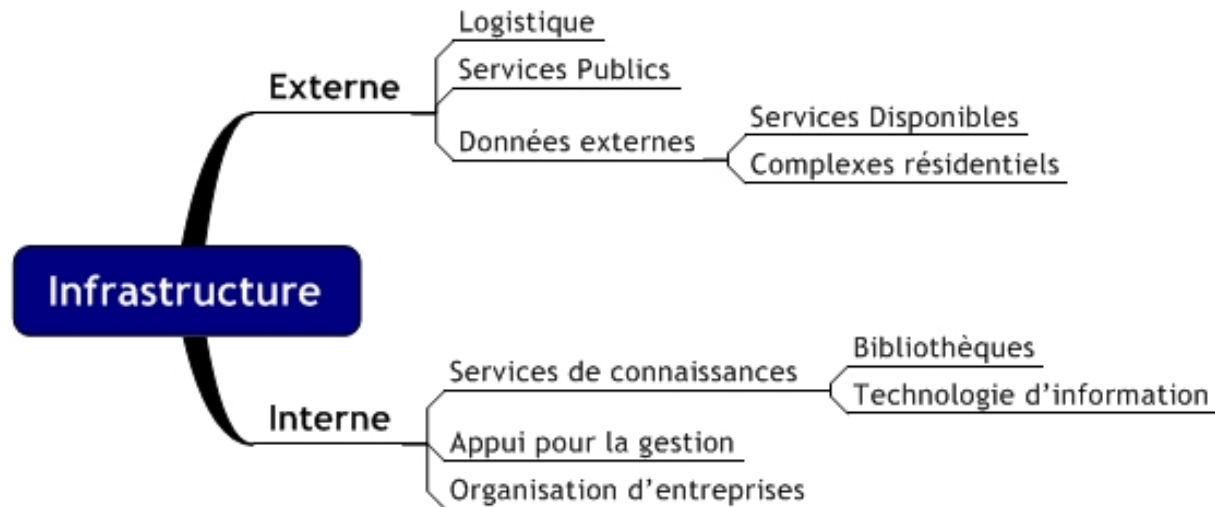 Logistique
Externe
Services Publics
Services Disponibles
Données externes
Complexes résidentiels
Infrastructure
Bibliothèques
Services de connaissances
Technologie d'information
Interne
Appui pour la gestion
Organisation d'entreprises